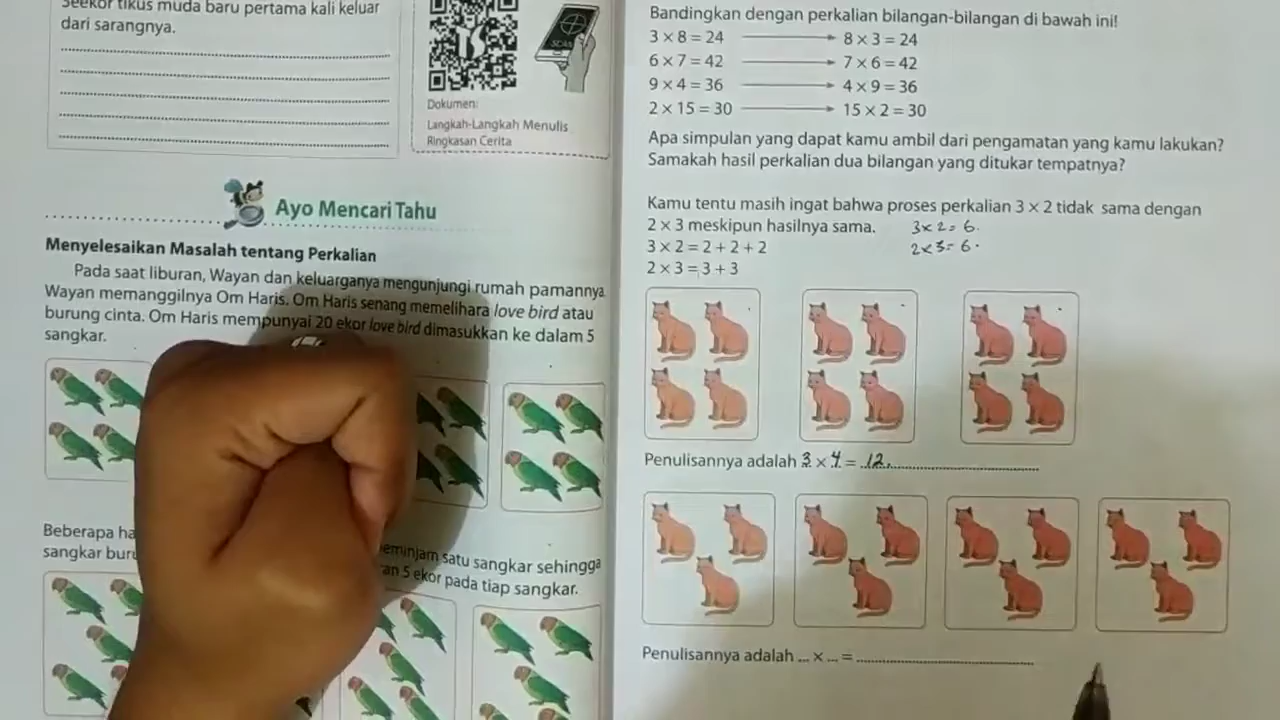 Seekor tikus muda baru pertama kali keluar
dari sarangnya.
SCAN
Dokumen:
Langkah-Langkah Menulis
Ringkasan Cerita
Ayo Mencari Tahu
Menyelesaikan Masalah tentang Perkalian
Pada saat liburan, Wayan dan keluarganya mengunjungi rumah pamannya
Wayan memanggilnya Om Haris. Om Haris senang memelihara love bird atau
burung cinta. Om Haris mempunyai 20 ekor love bird dimasukkan ke dalam 5
sangkar.
Beberapa
satu sangkar sehingga
sangkar
5 ekor pada tiap sangkar.
Bandingkan dengan perkalian bilangan-bilangan di bawah ini!
3 × 8 = 24 8 × 3 = 24
6 × 7 = 42 7 × 6 = 42
9 × 4 = 36 4 × 9 = 36
2 × 15 = 30 15 × 2 = 30
Apa simpulan yang dapat kamu ambil dari pengamatan yang kamu lakukan?
Samakah hasil perkalian dua bilangan yang ditukar tempatnya?
Kamu tentu masih ingat bahwa proses perkalian 3 × 2 tidak sama dengan
2 × 3 meskipun hasilnya sama. 3 x 2 = 6.
3 × 2 = 2 + 2 + 2 2 x 3 = 6.
2 × 3 = 3 + 3
Penulisannya adalah 3 × 4 = 12
Penulisannya adalah ... × ... = ........................